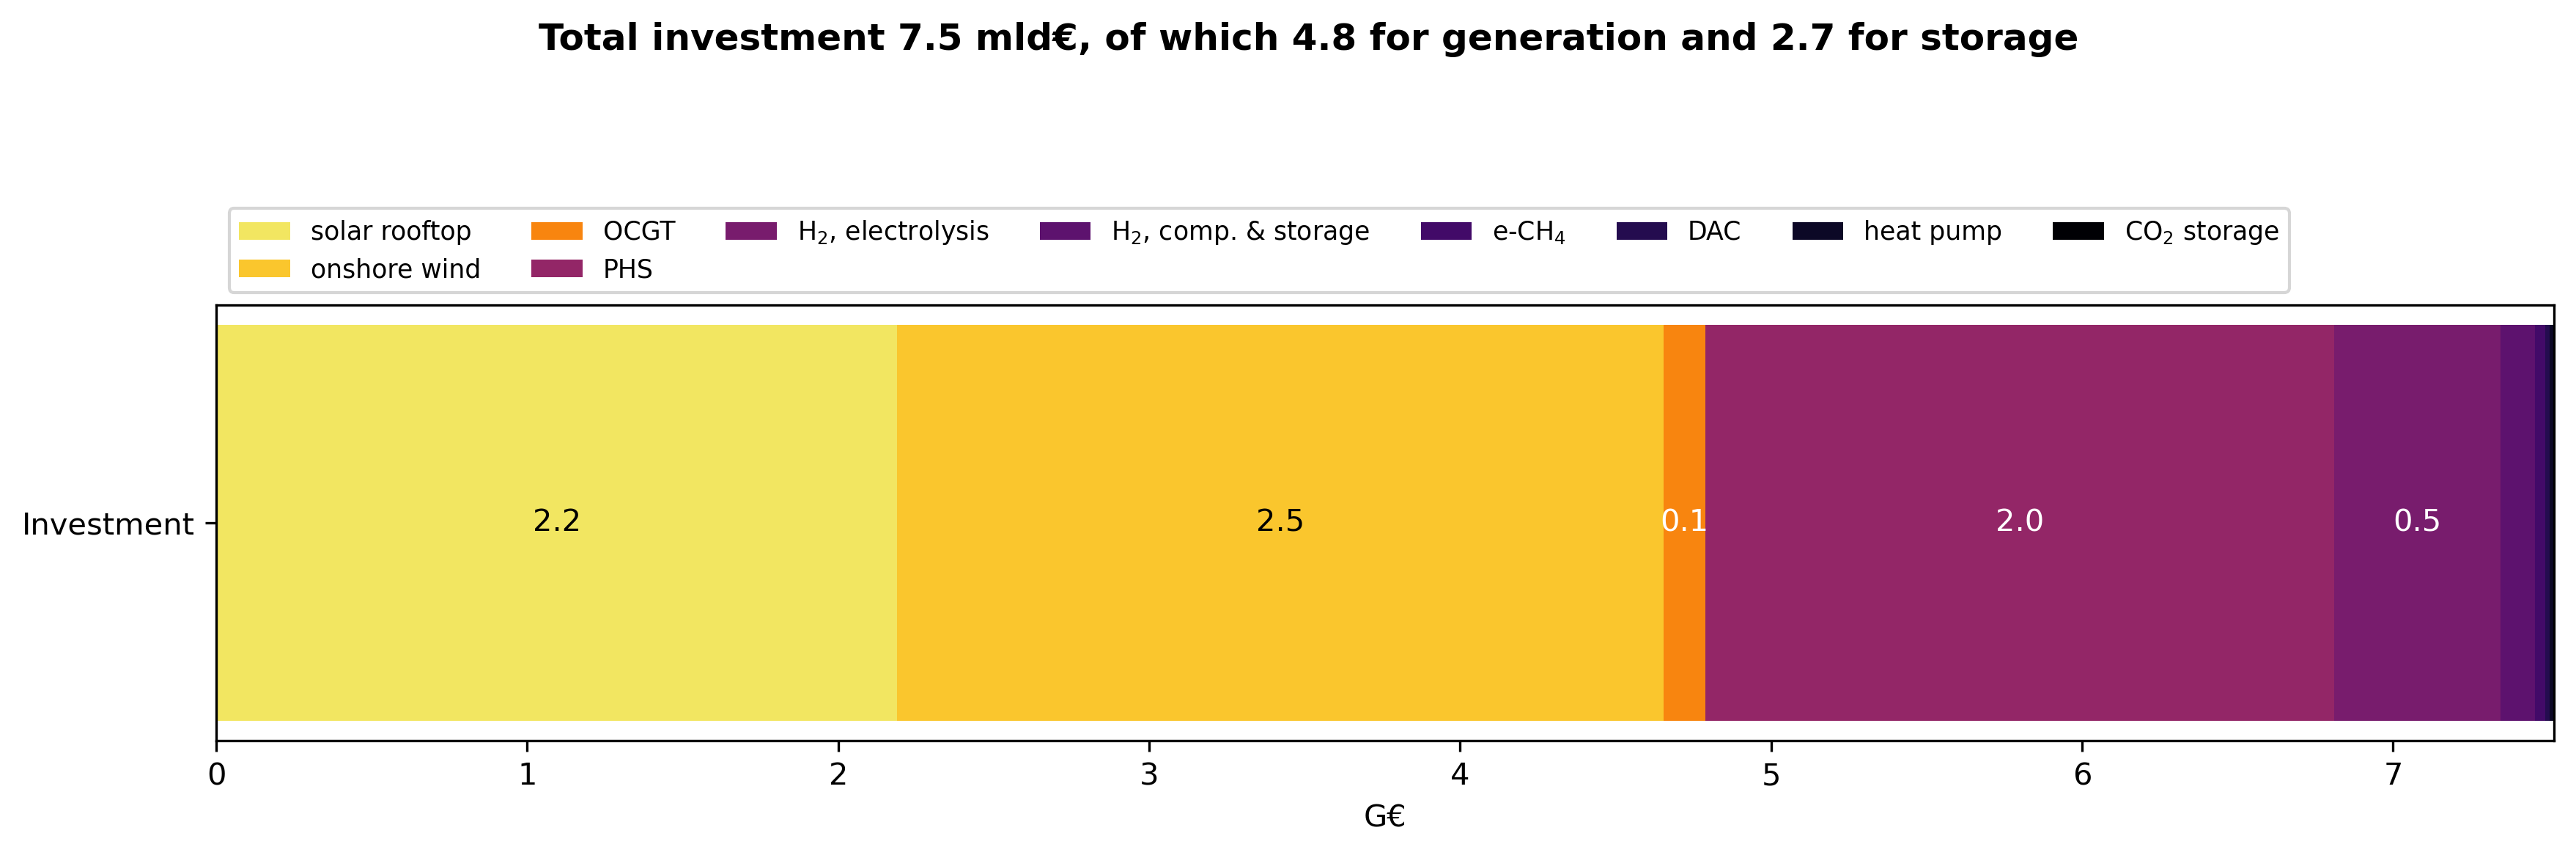 Total investment 7.5 mld€, of which 4.8 for generation and 2.7 for storage
solar rooftop OCGT H₂, electrolysis H₂, comp. & storage e-CH₄ DAC heat pump CO₂ storage
onshore wind PHS
Investment 2.2 2.5 0.1 2.0 0.5
0 1 2 3 4 5 6 7
G€